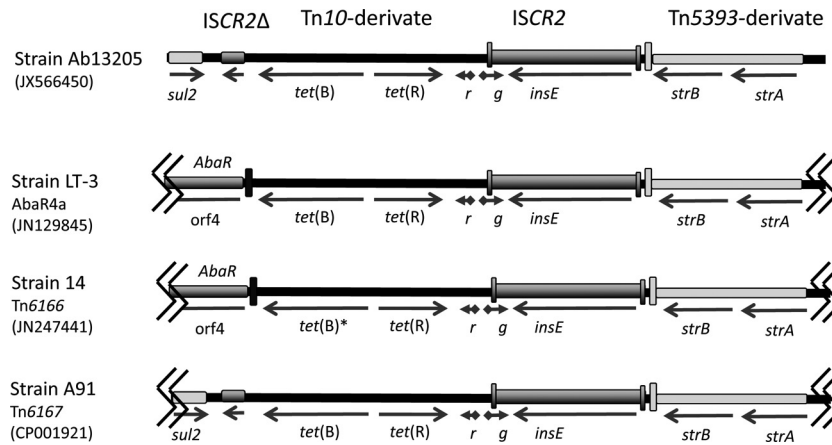 ISCR2Δ Tn10-derivate ISCR2 Tn5393-derivate
Strain Ab13205
(JX566450)
sul2 tet(B) tet(R) r g insE strB strA
AbaR
Strain LT-3
AbaR4a
(JN129845)
orf4 tet(B) tet(R) r g insE strB strA
AbaR
Strain 14
Tn6166
(JN247441)
orf4 tet(B)* tet(R) r g insE strB strA
Strain A91
Tn6167
(CP001921)
sul2 tet(B) tet(R) r g insE strB strA